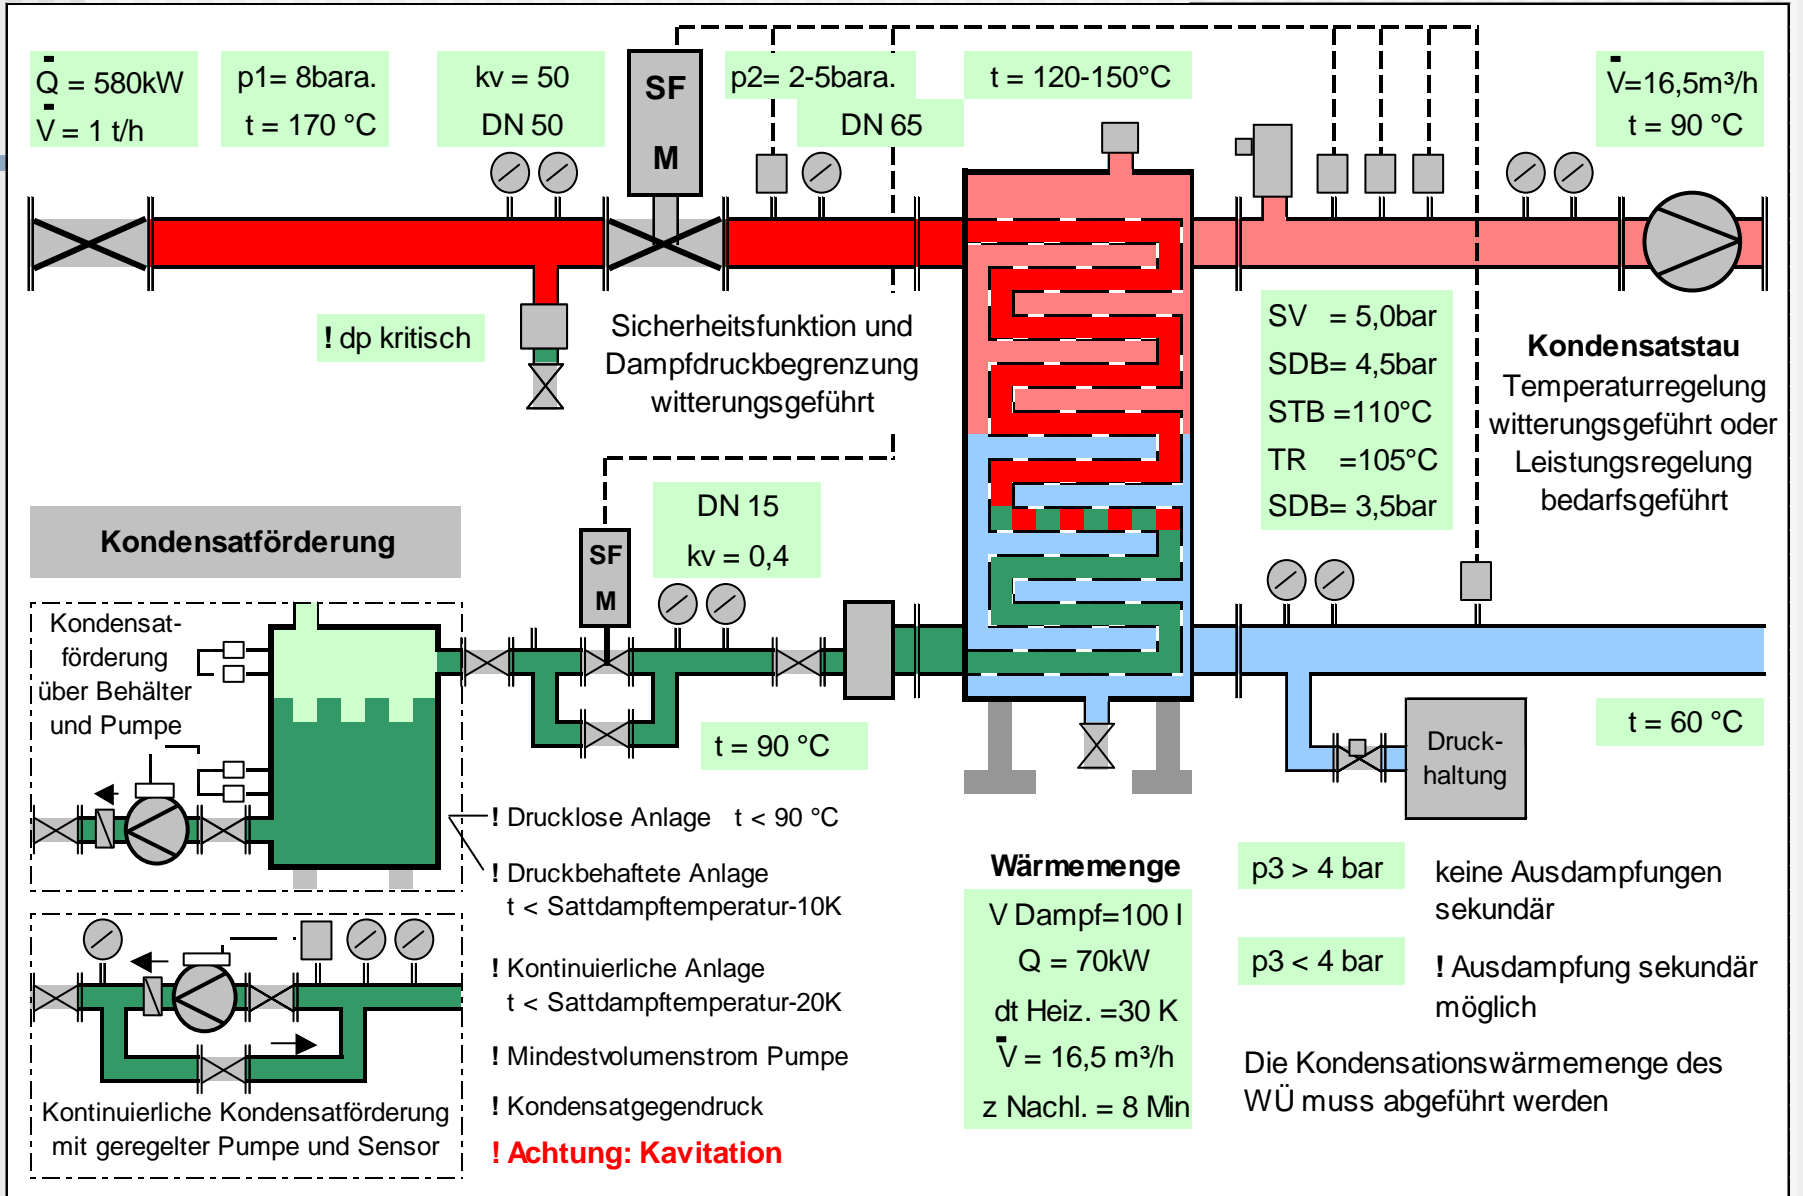 Q̇ = 580kW
V̇ = 1 t/h
p1= 8bara.
t = 170 °C
kv = 50
DN 50
SF
M
p2= 2-5bara.
DN 65
t = 120-150°C
V̇=16,5m³/h
t = 90 °C
! dp kritisch
Sicherheitsfunktion und
Dampfdruckbegrenzung
witterungsgeführt
SV = 5,0bar
SDB= 4,5bar
STB =110°C
TR =105°C
SDB= 3,5bar
Kondensatstau
Temperaturregelung
witterungsgeführt oder
Leistungsregelung
bedarfsgeführt
Kondensatförderung
SF
M
DN 15
kv = 0,4
Kondensat-
förderung
über Behälter
und Pumpe
t = 90 °C
t = 60 °C
Druck-
haltung
! Drucklose Anlage t < 90 °C
! Druckbehaftete Anlage
t < Sattdampftemperatur-10K
! Kontinuierliche Anlage
t < Sattdampftemperatur-20K
! Mindestvolumenstrom Pumpe
! Kondensatgegendruck
! Achtung: Kavitation
Kontinuierliche Kondensatförderung
mit geregelter Pumpe und Sensor
Wärmemenge
V Dampf=100 l
Q = 70kW
dt Heiz. =30 K
V̇ = 16,5 m³/h
z Nachl. = 8 Min
p3 > 4 bar
keine Ausdampfungen
sekundär
p3 < 4 bar
! Ausdampfung sekundär
möglich
Die Kondensationswärmemenge des
WÜ muss abgeführt werden